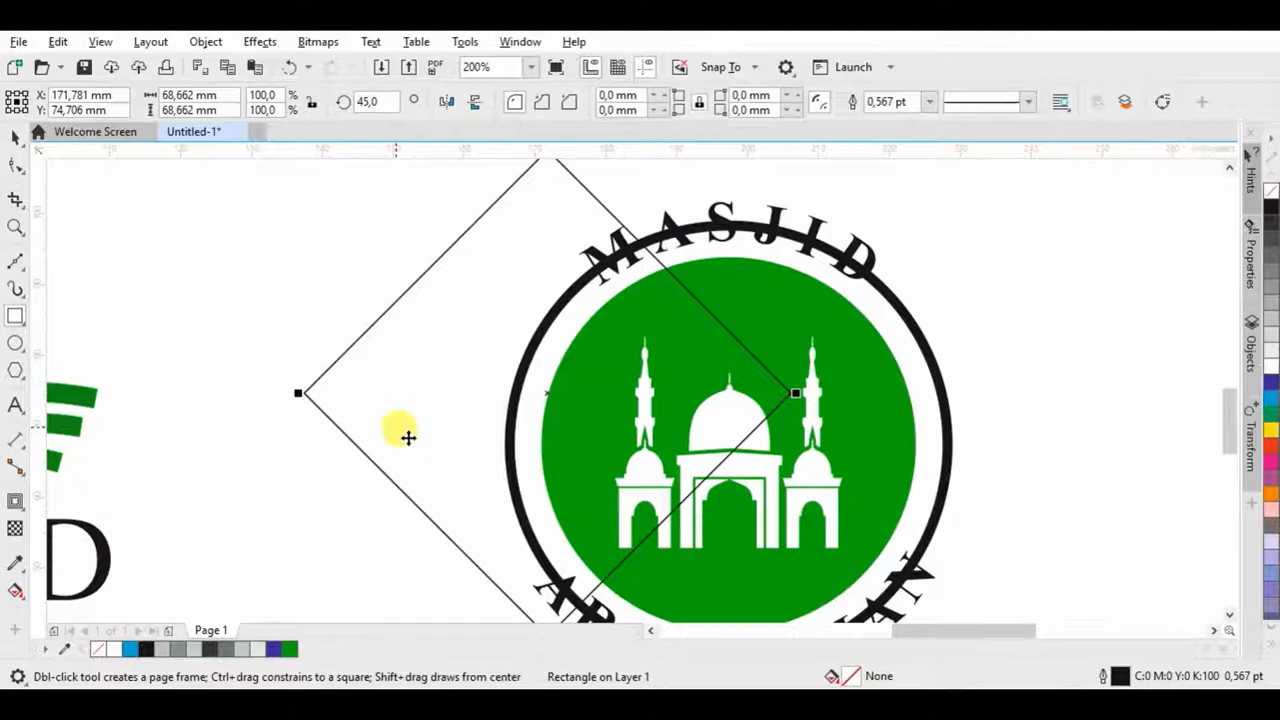 File Edit View Layout Object Effects Bitmaps Text Table Tools Window Help
PDF 200% Snap To Launch
X: 171,781 mm 68,662 mm 100,0 % 45,0 ° 0,0 mm 0,0 mm 0,567 pt
Y: 74,706 mm 68,662 mm 100,0 % 0,0 mm 0,0 mm
Welcome Screen Untitled-1*
MASJID
D
Hints
Properties
Objects
Transform
1 of 1 Page 1
Dbl-click tool creates a page frame; Ctrl+drag constrains to a square; Shift+drag draws from center Rectangle on Layer 1 None C:0 M:0 Y:0 K:100 0,567 pt